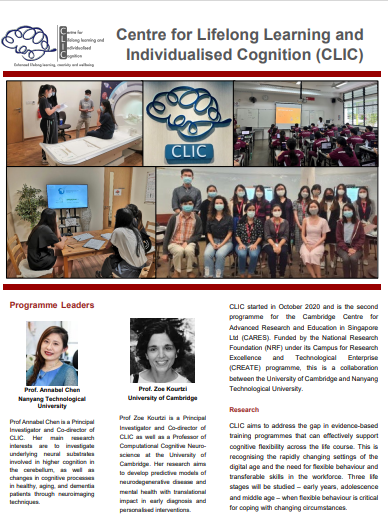 Centre for
lifelong learning and
Individualised
Cognition
CLIC
Enhanced lifelong learning, creativity and wellbeing
Centre for Lifelong Learning and
Individualised Cognition (CLIC)
CLIC
Programme Leaders
Prof. Annabel Chen
Nanyang Technological
University
Prof Annabel Chen is a Principal
Investigator and Co-director of
CLIC. Her main research
interests are to investigate
underlying neural substrates
involved in higher cognition in
the cerebellum, as well as
changes in cognitive processes
in healthy, aging, and dementia
patients through neuroimaging
techniques.
Prof. Zoe Kourtzi
University of Cambridge
Prof Zoe Kourtzi is a Principal
Investigator and Co-director of
CLIC as well as a Professor of
Computational Cognitive Neuro-
science at the University of
Cambridge. Her research aims
to develop predictive models of
neurodegenerative disease and
mental health with translational
impact in early diagnosis and
personalised interventions.
CLIC started in October 2020 and is the second
programme for the Cambridge Centre for
Advanced Research and Education in Singapore
Ltd (CARES). Funded by the National Research
Foundation (NRF) under its Campus for Research
Excellence and Technological Enterprise
(CREATE) programme, this is a collaboration
between the University of Cambridge and Nanyang
Technological University.
Research
CLIC aims to address the gap in evidence-based
training programmes that can effectively support
cognitive flexibility across the life course. This is
recognising the rapidly changing settings of the
digital age and the need for flexible behaviour and
transferable skills in the workforce. Three life
stages will be studied – early years, adolescence
and middle age – when flexible behaviour is critical
for coping with changing circumstances.